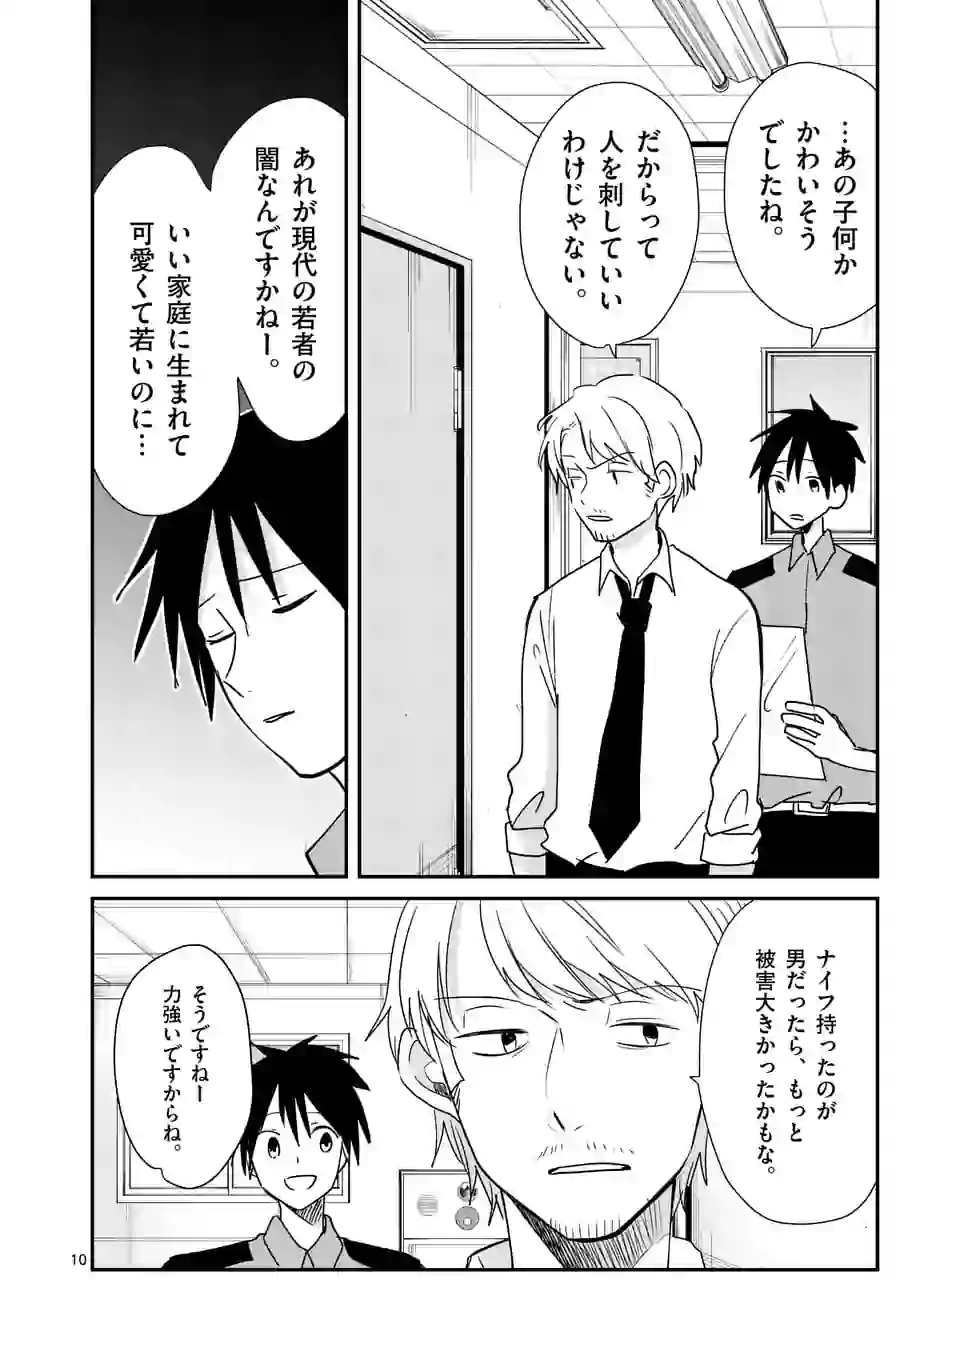 …あの子何か
かわいそう
でしたね。
だからって
人を刺していい
わけじゃない。
あれが現代の若者の
闇なんですかねー。
いい家庭に生まれて
可愛くて若いのに…
ナイフ持ったのが
男だったら、もっと
被害大きかったかもな。
そうですねー
力強いですからね。
10